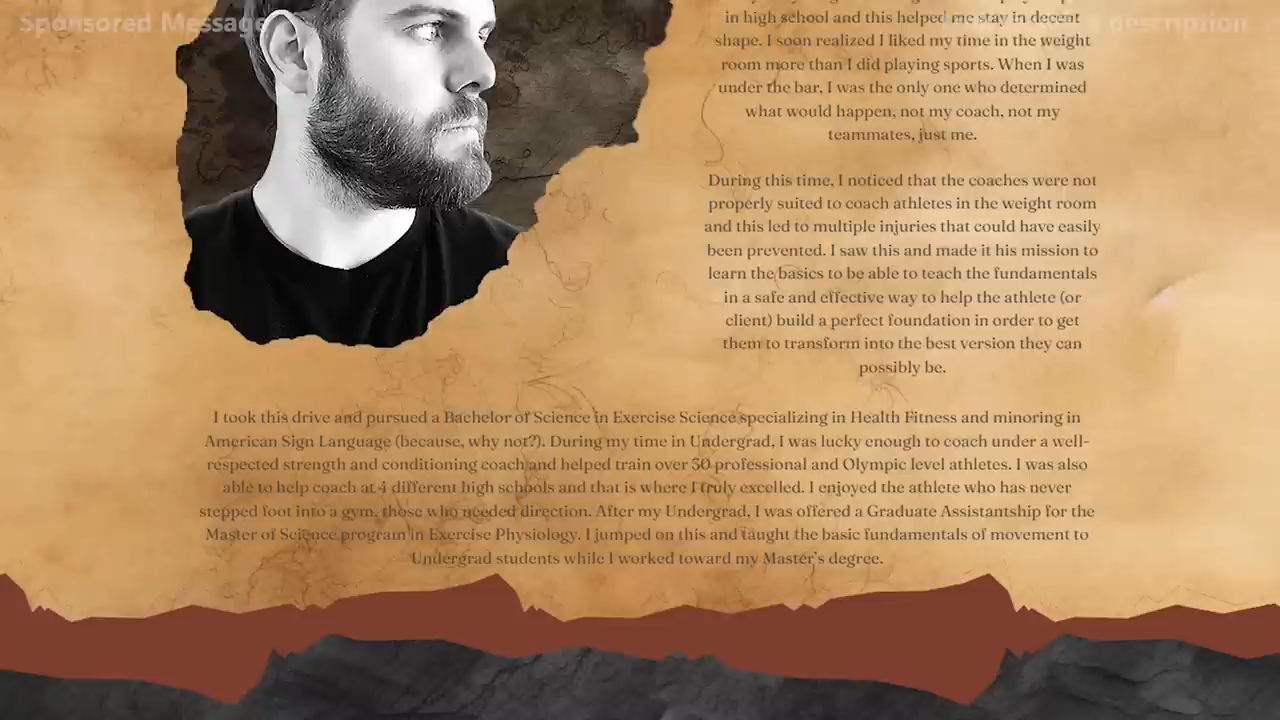 Sponsored Message
description
in high school and this helped me stay in decent
shape. I soon realized I liked my time in the weight
room more than I did playing sports. When I was
under the bar, I was the only one who determined
what would happen, not my coach, not my
teammates, just me.
During this time, I noticed that the coaches were not
properly suited to coach athletes in the weight room
and this led to multiple injuries that could have easily
been prevented. I saw this and made it his mission to
learn the basics to be able to teach the fundamentals
in a safe and effective way to help the athlete (or
client) build a perfect foundation in order to get
them to transform into the best version they can
possibly be.
I took this drive and pursued a Bachelor of Science in Exercise Science specializing in Health Fitness and minoring in
American Sign Language (because, why not?). During my time in Undergrad, I was lucky enough to coach under a well-
respected strength and conditioning coach and helped train over 30 professional and Olympic level athletes. I was also
able to help coach at 4 different high schools and that is where I truly excelled. I enjoyed the athlete who has never
stepped foot into a gym, those who needed direction. After my Undergrad, I was offered a Graduate Assistantship for the
Master of Science program in Exercise Physiology. I jumped on this and taught the basic fundamentals of movement to
Undergrad students while I worked toward my Master's degree.